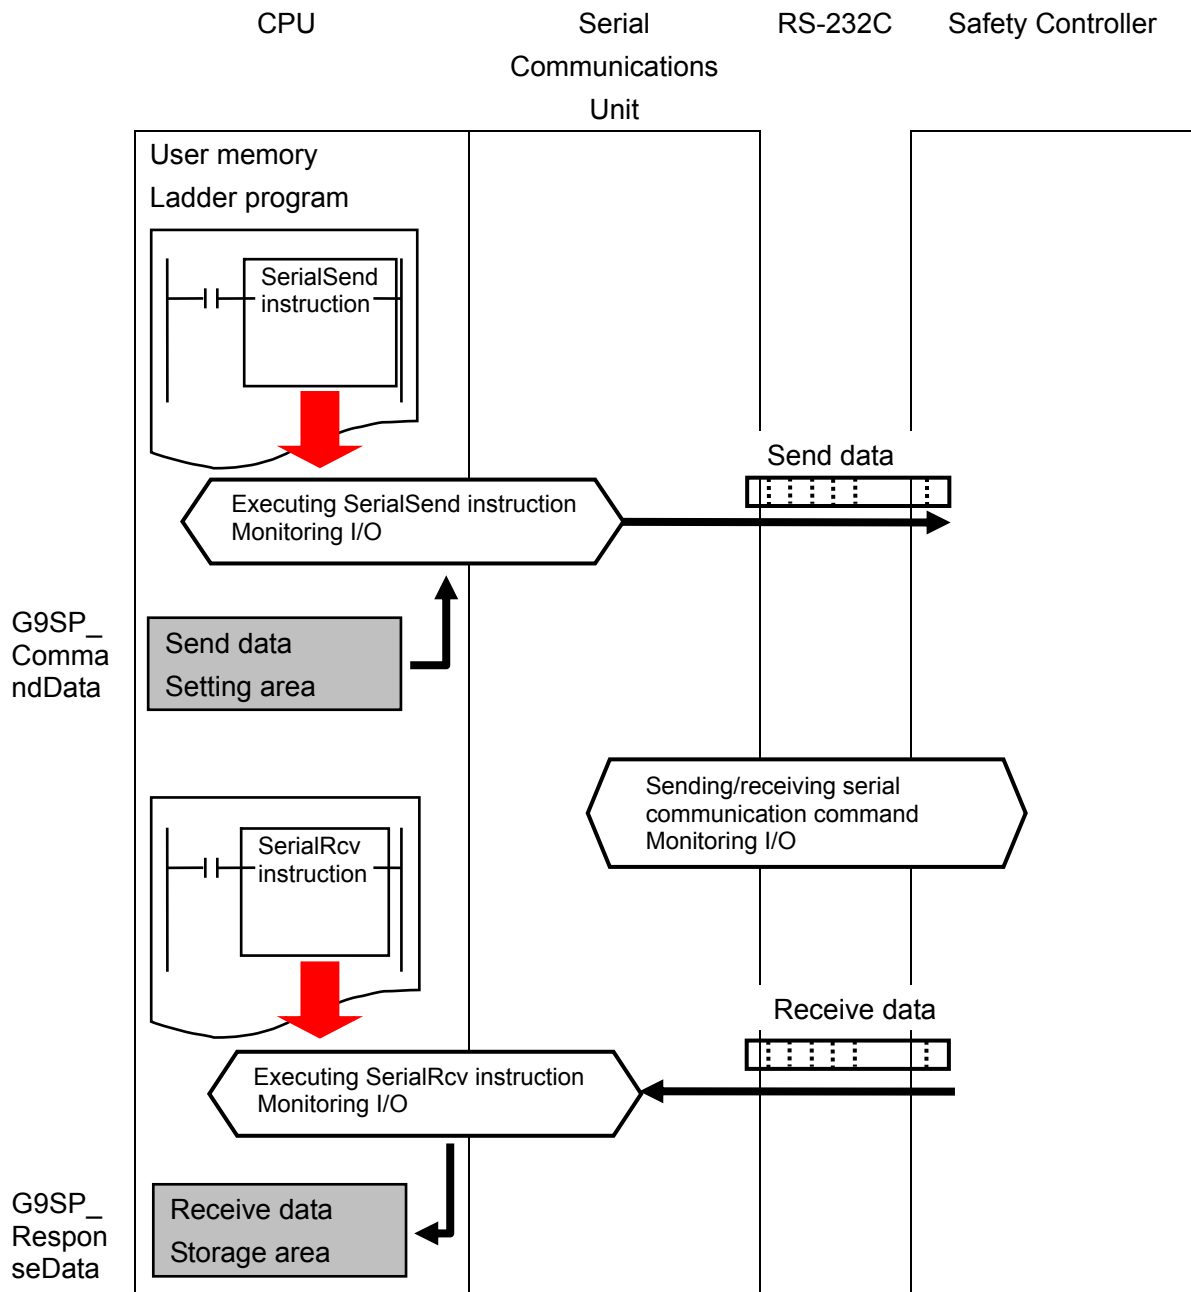 CPU
Serial
Communications
Unit
RS-232C
Safety Controller
User memory
Ladder program
SerialSend
instruction
Send data
Executing SerialSend instruction
Monitoring I/O
G9SP_
Comma
ndData
Send data
Setting area
Sending/receiving serial
communication command
Monitoring I/O
SerialRcv
instruction
Receive data
Executing SerialRcv instruction
Monitoring I/O
G9SP_
Respon
seData
Receive data
Storage area